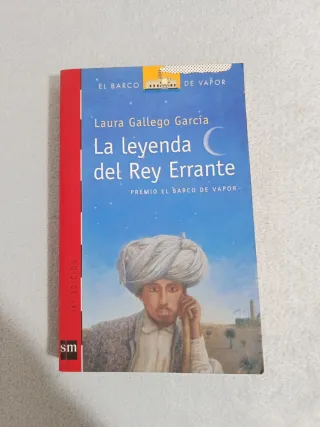 EL BARCO DE VAPOR
Laura Gallego García
La leyenda
del Rey Errante
PREMIO EL BARCO DE VAPOR
sm